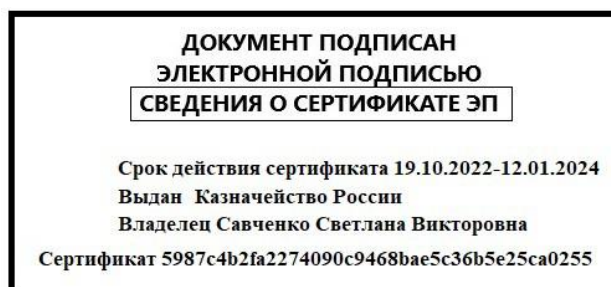 ДОКУМЕНТ ПОДПИСАН
ЭЛЕКТРОННОЙ ПОДПИСЬЮ
СВЕДЕНИЯ О СЕРТИФИКАТЕ ЭП
Срок действия сертификата 19.10.2022-12.01.2024
Выдан Казначейство России
Владелец Савченко Светлана Викторовна
Сертификат 5987c4b2fa2274090c9468bae5c36b5e25ca0255